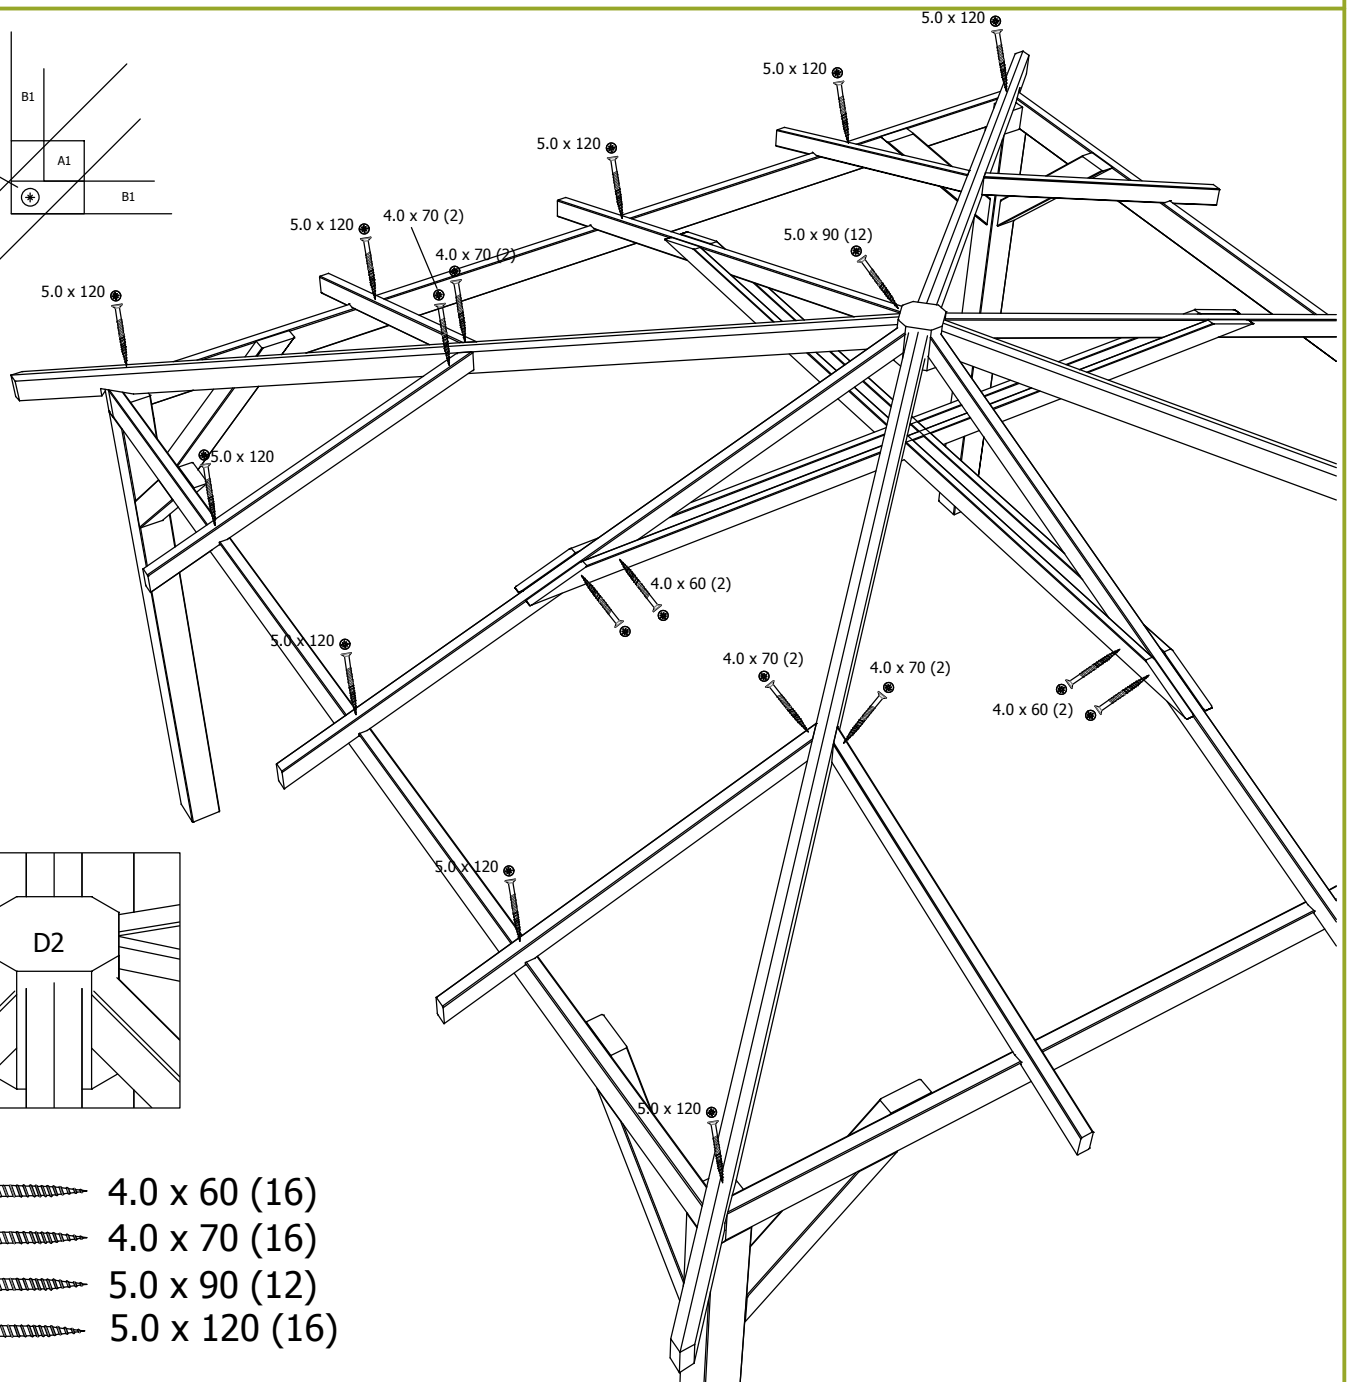 5.0 x 120
5.0 x 120
B1
5.0 x 120
A1
B1
4.0 x 70 (2)
5.0 x 120
5.0 x 90 (12)
4.0 x 70 (2)
5.0 x 120
5.0 x 120
4.0 x 60 (2)
5.0 x 120
4.0 x 70 (2)
4.0 x 70 (2)
4.0 x 60 (2)
5.0 x 120
D2
5.0 x 120
4.0 x 60 (16)
4.0 x 70 (16)
5.0 x 90 (12)
5.0 x 120 (16)